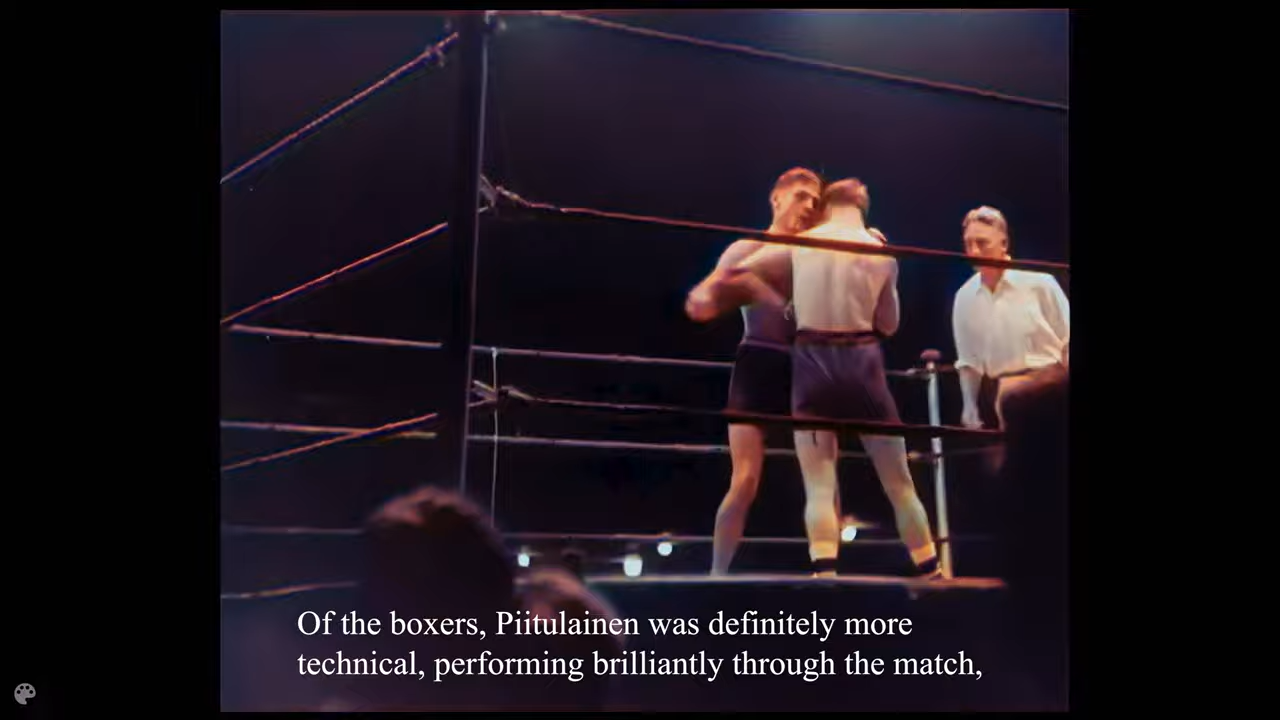 Of the boxers, Piitulainen was definitely more
technical, performing brilliantly through the match,